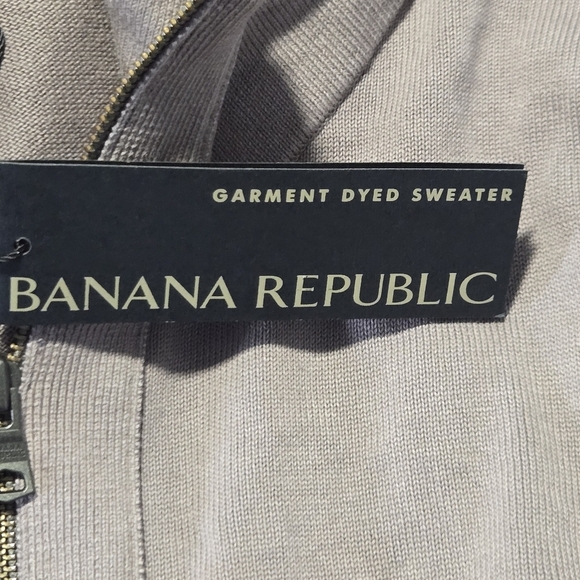 GARMENT DYED SWEATER
BANANA REPUBLIC